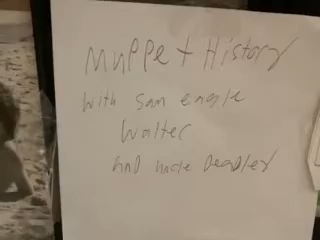 Muppet History
with sam eagle
Walter
And uncle Deadley